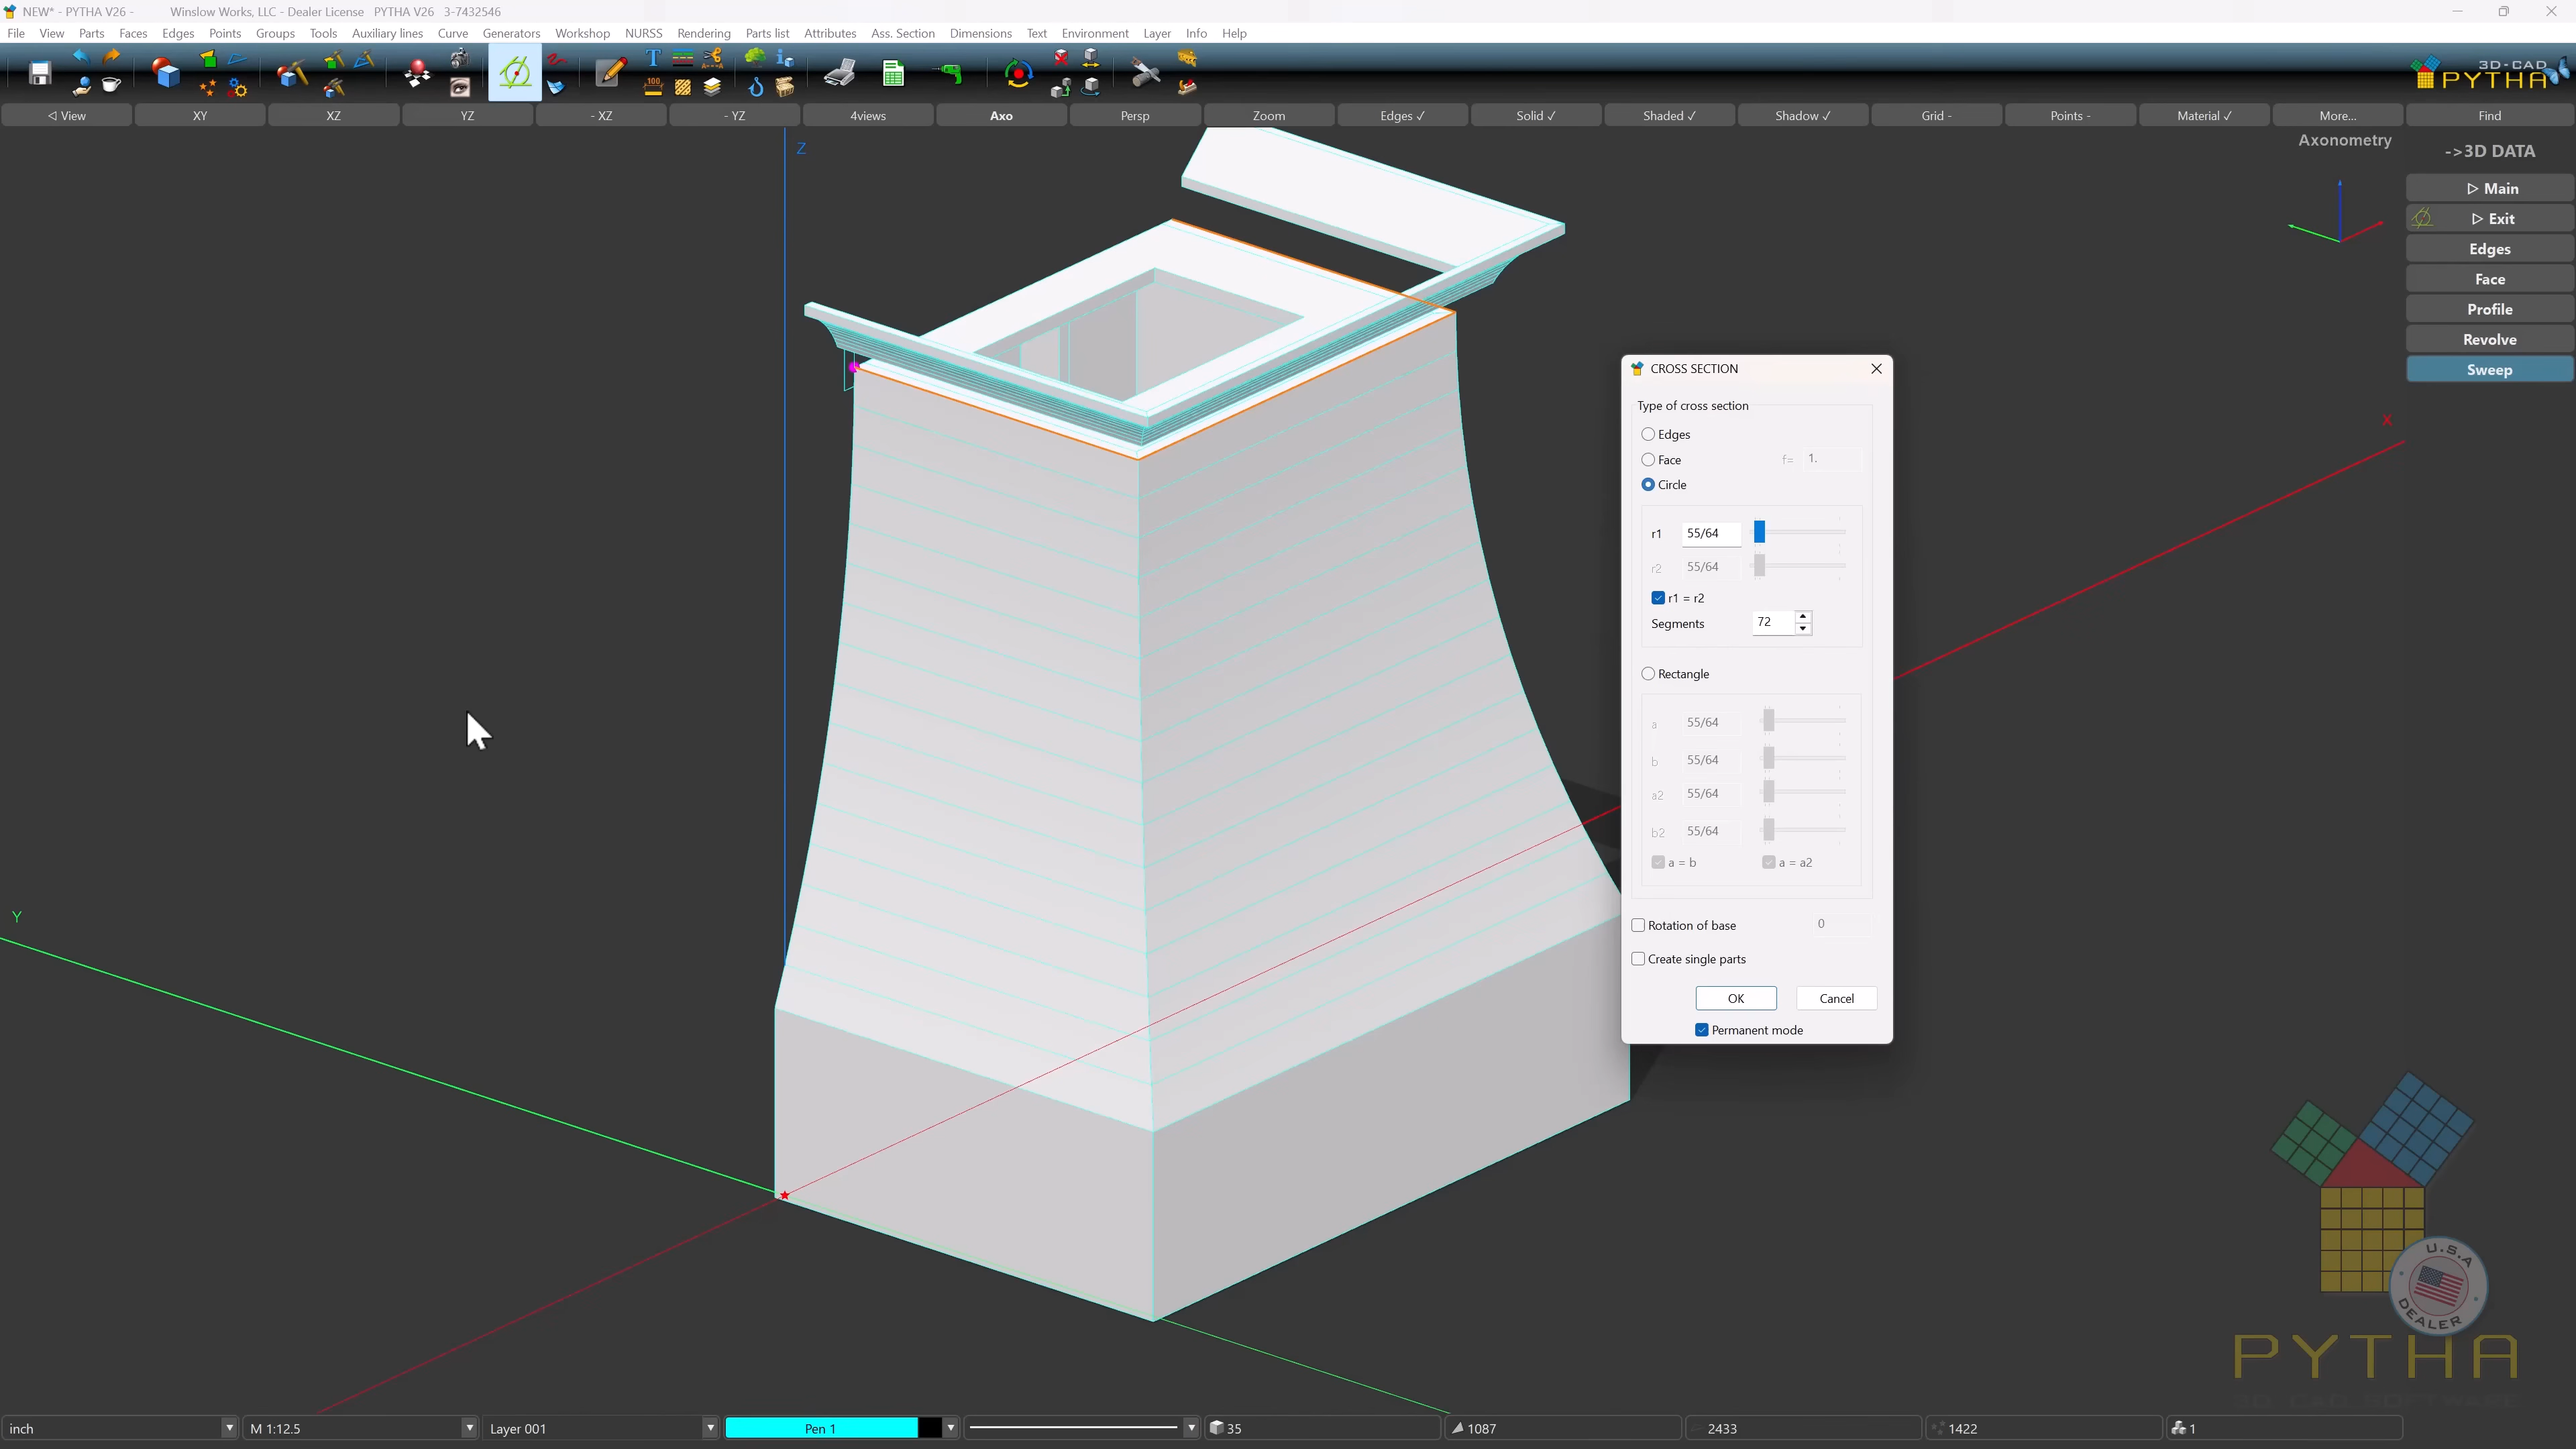 NEW* - PYTHA V26 - Winslow Works, LLC - Dealer License PYTHA V26 3-7432546
File View Parts Faces Edges Points Groups Tools Auxiliary lines Curve Generators Workshop NURSS Rendering Parts list Attributes Ass. Section Dimensions Text Environment Layer Info Help
3D-CAD
PYTHA
◁ View XY XZ YZ - XZ - YZ 4views Axo Persp Zoom Edges ✓ Solid ✓ Shaded ✓ Shadow ✓ Grid - Points - Material ✓ More... Find
Axonometry
->3D DATA
▷ Main
▷ Exit
Edges
Face
Profile
Revolve
Sweep
Z
X
Y
CROSS SECTION
Type of cross section
Edges
Face f= 1.
Circle
r1 55/64
r2 55/64
r1 = r2
Segments 72
Rectangle
a 55/64
b 55/64
a2 55/64
b2 55/64
a = b a = a2
Rotation of base 0
Create single parts
OK Cancel
Permanent mode
U.S.A
DEALER
PYTHA
inch M 1:12.5 Layer 001 Pen 1 35 1087 2433 1422 1